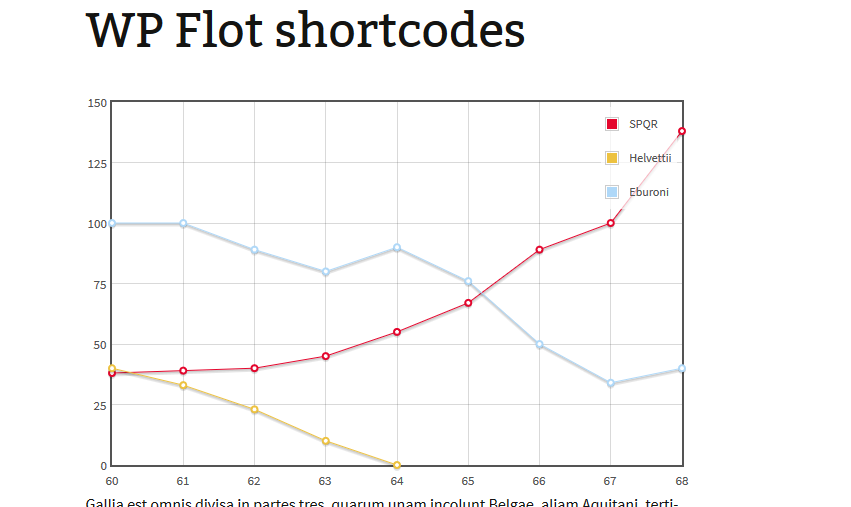 WP Flot shortcodes
150
SPQR
125
Helvettii
Eburoni
100
75
50
25
0
60 61 62 63 64 65 66 67 68
Gallia est omnis divisa in partes tres, quarum unam incolunt Belgae, aliam Aquitani, terti-